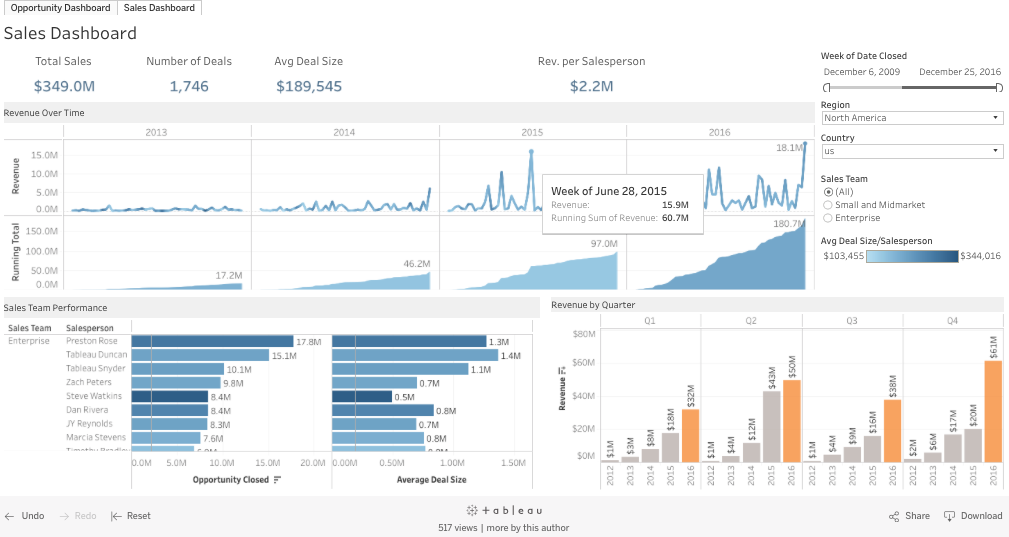 Opportunity Dashboard Sales Dashboard
Sales Dashboard
Total Sales Number of Deals Avg Deal Size Rev. per Salesperson
$349.0M 1,746 $189,545 $2.2M
Week of Date Closed
December 6, 2009 December 25, 2016
Region
North America
Country
us
Sales Team
(All)
Small and Midmarket
Enterprise
Avg Deal Size/Salesperson
$103,455 $344,016
Revenue Over Time
2013 2014 2015 2016
Revenue
15.0M
10.0M
5.0M
0.0M
18.1M
Week of June 28, 2015
Revenue: 15.9M
Running Sum of Revenue: 60.7M
Running Total
150.0M
100.0M
50.0M
0.0M
17.2M 46.2M 97.0M 180.7M
Sales Team Performance
Sales Team Salesperson
Enterprise Preston Rose 17.8M 1.3M
Tableau Duncan 15.1M 1.4M
Tableau Snyder 10.1M 1.1M
Zach Peters 9.8M 0.7M
Steve Watkins 8.4M 0.5M
Dan Rivera 8.4M 0.8M
JY Reynolds 8.3M 0.7M
Marcia Stevens 7.6M 0.8M
0.0M 5.0M 10.0M 15.0M 20.0M 0.00M 0.50M 1.00M 1.50M
Opportunity Closed Average Deal Size
Revenue by Quarter
Q1 Q2 Q3 Q4
Revenue
$80M
$60M
$40M
$20M
$0M
$1M $3M $8M $18M $32M $1M $4M $12M $43M $50M $1M $4M $9M $16M $38M $2M $6M $17M $20M $61M
2012 2013 2014 2015 2016 2012 2013 2014 2015 2016 2012 2013 2014 2015 2016 2012 2013 2014 2015 2016
Undo Redo Reset
+ a b l e a u
517 views | more by this author
Share Download